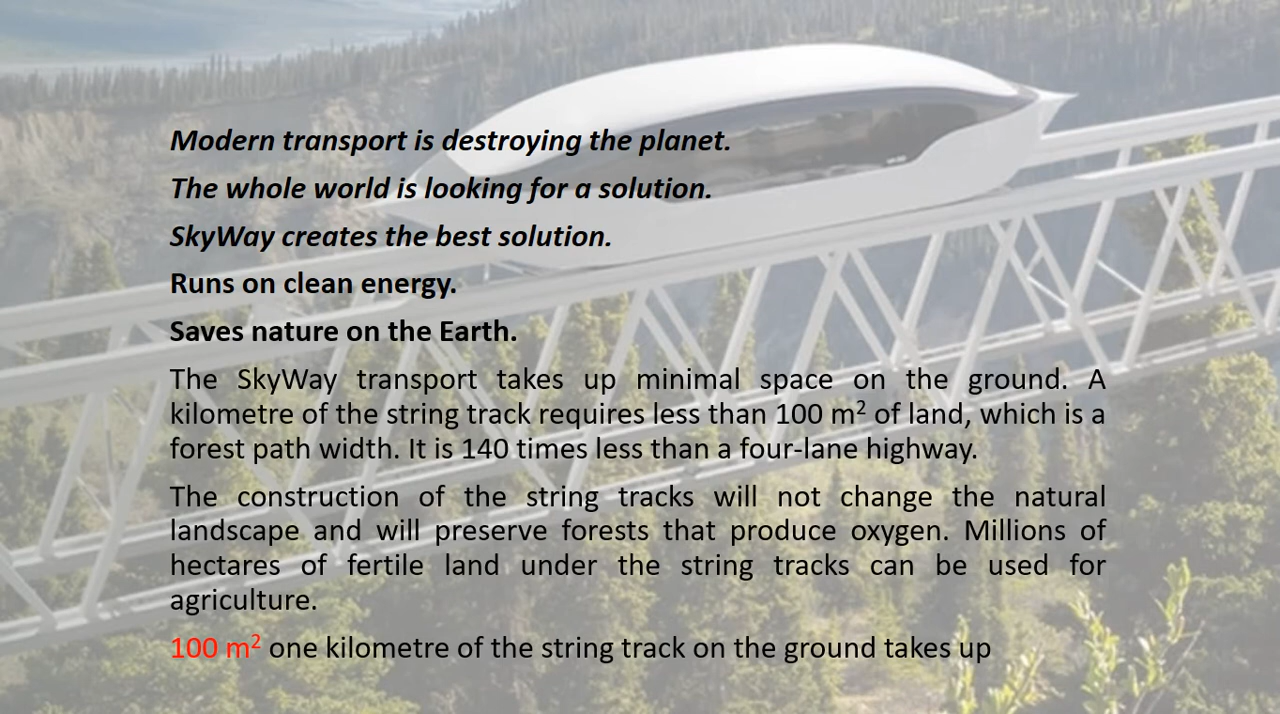 Modern transport is destroying the planet.
The whole world is looking for a solution.
SkyWay creates the best solution.
Runs on clean energy.
Saves nature on the Earth.
The SkyWay transport takes up minimal space on the ground. A
kilometre of the string track requires less than 100 m² of land, which is a
forest path width. It is 140 times less than a four-lane highway.
The construction of the string tracks will not change the natural
landscape and will preserve forests that produce oxygen. Millions of
hectares of fertile land under the string tracks can be used for
agriculture.
100 m² one kilometre of the string track on the ground takes up